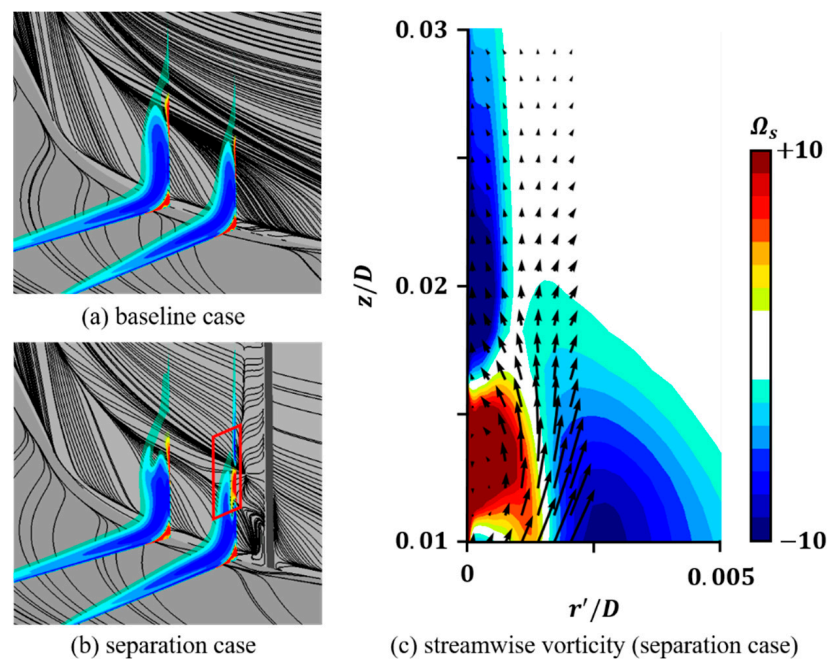 (a) baseline case
(b) separation case
0.03
0.02
0.01
z/D
0
0.005
r'/D
Ωs
+10
−10
(c) streamwise vorticity (separation case)